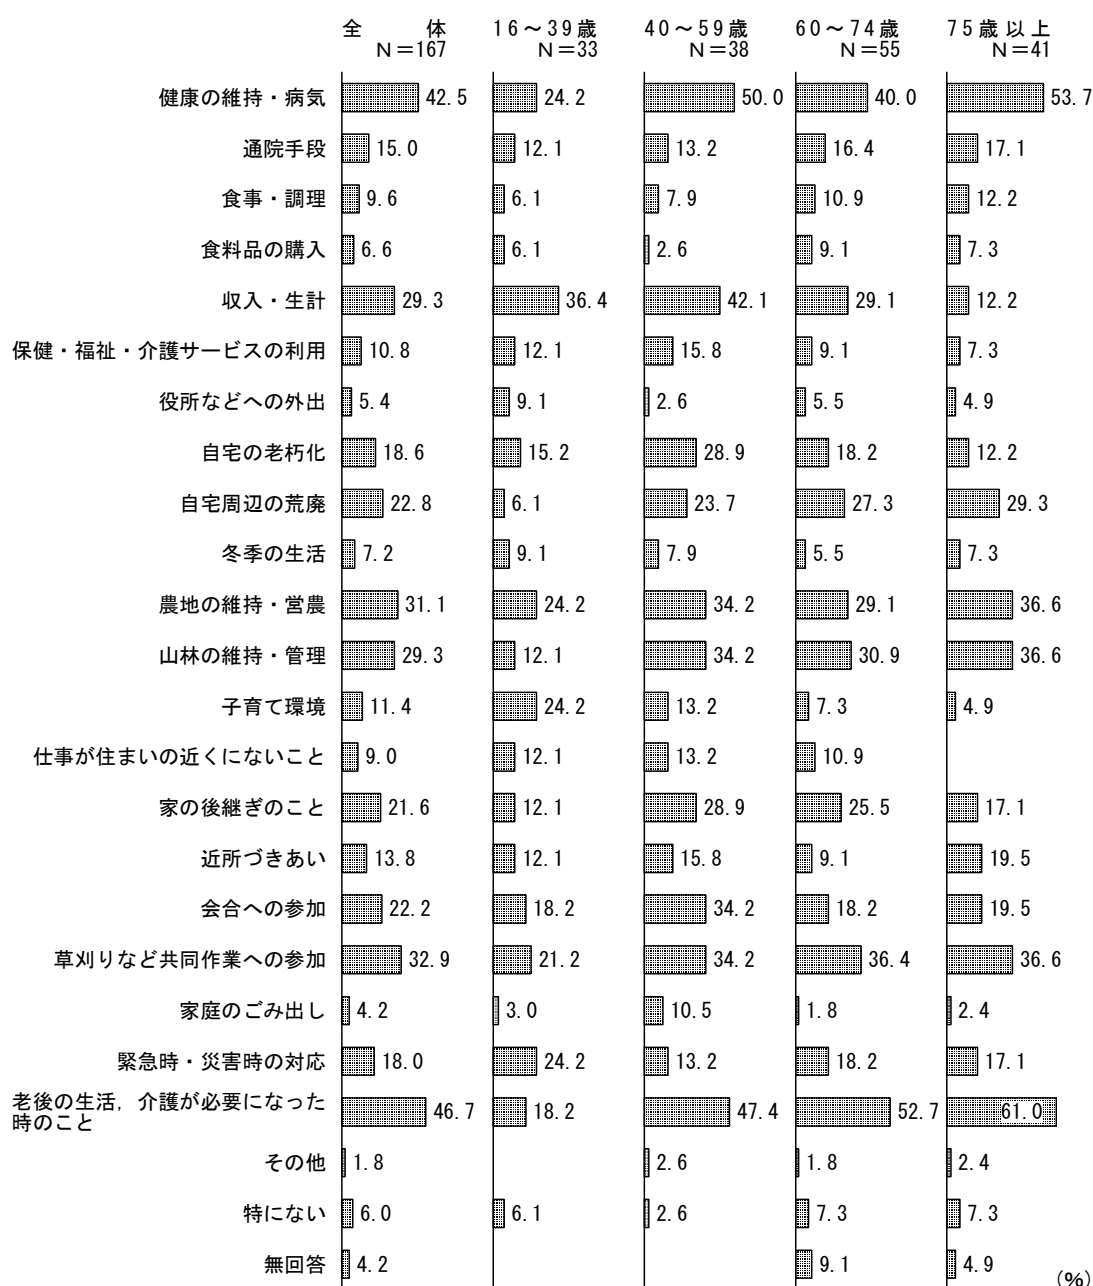 全　体 16～39歳 40～59歳 60～74歳 75歳以上
N=167 N=33 N=38 N=55 N=41
健康の維持・病気 42.5 24.2 50.0 40.0 53.7
通院手段 15.0 12.1 13.2 16.4 17.1
食事・調理 9.6 6.1 7.9 10.9 12.2
食料品の購入 6.6 6.1 2.6 9.1 7.3
収入・生計 29.3 36.4 42.1 29.1 12.2
保健・福祉・介護サービスの利用 10.8 12.1 15.8 9.1 7.3
役所などへの外出 5.4 9.1 2.6 5.5 4.9
自宅の老朽化 18.6 15.2 28.9 18.2 12.2
自宅周辺の荒廃 22.8 6.1 23.7 27.3 29.3
冬季の生活 7.2 9.1 7.9 5.5 7.3
農地の維持・営農 31.1 24.2 34.2 29.1 36.6
山林の維持・管理 29.3 12.1 34.2 30.9 36.6
子育て環境 11.4 24.2 13.2 7.3 4.9
仕事が住まいの近くにないこと 9.0 12.1 13.2 10.9
家の後継ぎのこと 21.6 12.1 28.9 25.5 17.1
近所づきあい 13.8 12.1 15.8 9.1 19.5
会合への参加 22.2 18.2 34.2 18.2 19.5
草刈りなど共同作業への参加 32.9 21.2 34.2 36.4 36.6
家庭のごみ出し 4.2 3.0 10.5 1.8 2.4
緊急時・災害時の対応 18.0 24.2 13.2 18.2 17.1
老後の生活，介護が必要になった
時のこと 46.7 18.2 47.4 52.7 61.0
その他 1.8 2.6 1.8 2.4
特にない 6.0 6.1 2.6 7.3 7.3
無回答 4.2 9.1 4.9
(%)